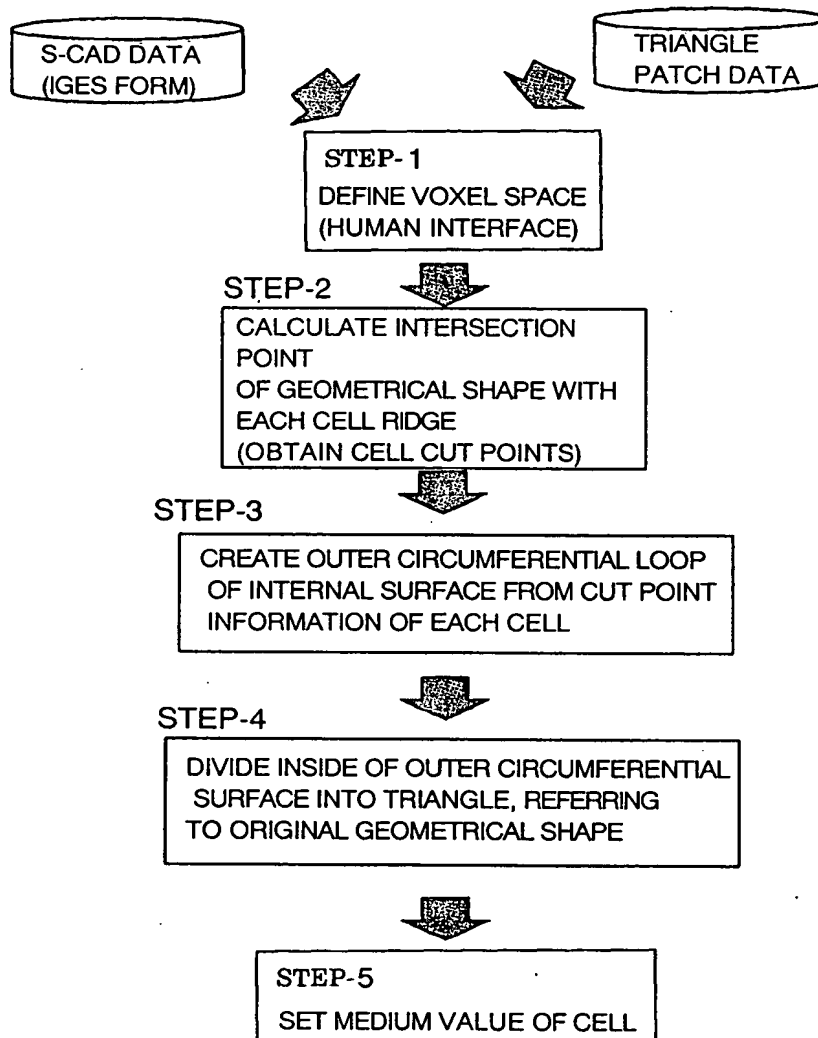 S-CAD DATA
(IGES FORM)
TRIANGLE
PATCH DATA
STEP-1
DEFINE VOXEL SPACE
(HUMAN INTERFACE)
STEP-2
CALCULATE INTERSECTION
POINT
OF GEOMETRICAL SHAPE WITH
EACH CELL RIDGE
(OBTAIN CELL CUT POINTS)
STEP-3
CREATE OUTER CIRCUMFERENTIAL LOOP
OF INTERNAL SURFACE FROM CUT POINT
INFORMATION OF EACH CELL
STEP-4
DIVIDE INSIDE OF OUTER CIRCUMFERENTIAL
SURFACE INTO TRIANGLE, REFERRING
TO ORIGINAL GEOMETRICAL SHAPE
STEP-5
SET MEDIUM VALUE OF CELL